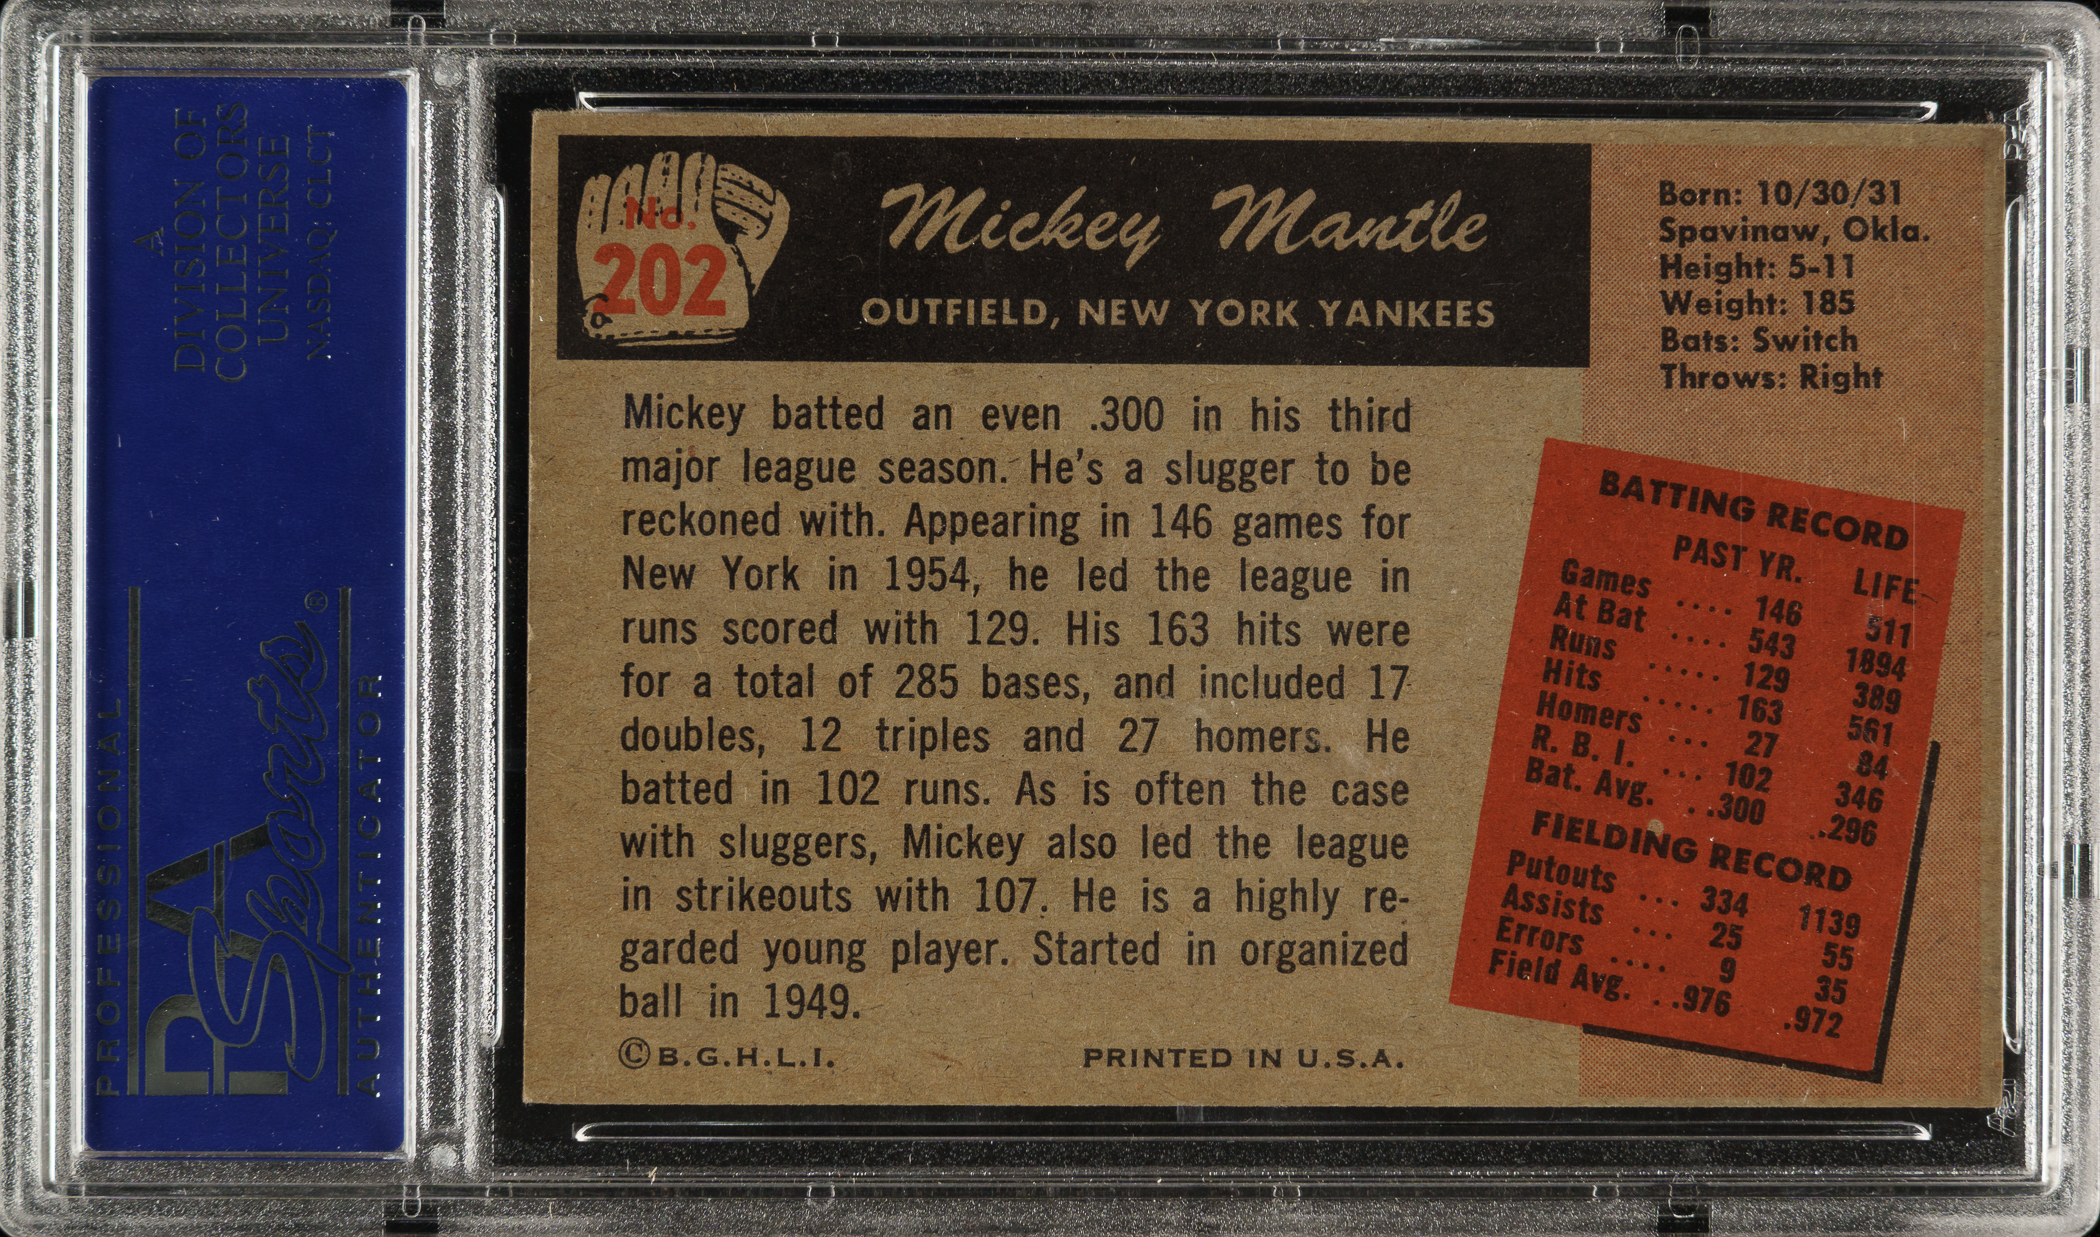 A
DIVISION OF
COLLECTORS
UNIVERSE
NASDAQ: CLCT
PROFESSIONAL
PSA
Sports®
AUTHENTICATOR
No.
202
Mickey Mantle
OUTFIELD, NEW YORK YANKEES
Born: 10/30/31
Spavinaw, Okla.
Height: 5-11
Weight: 185
Bats: Switch
Throws: Right
Mickey batted an even .300 in his third
major league season. He's a slugger to be
reckoned with. Appearing in 146 games for
New York in 1954, he led the league in
runs scored with 129. His 163 hits were
for a total of 285 bases, and included 17
doubles, 12 triples and 27 homers. He
batted in 102 runs. As is often the case
with sluggers, Mickey also led the league
in strikeouts with 107. He is a highly re-
garded young player. Started in organized
ball in 1949.
©B.G.H.L.I. PRINTED IN U.S.A.
BATTING RECORD
PAST YR. LIFE
Games .... 146 511
At Bat .... 543 1894
Runs ..... 129 389
Hits ..... 163 561
Homers ... 27 84
R. B. I. ... 102 346
Bat. Avg. . .300 .296
FIELDING RECORD
Putouts ... 334 1139
Assists ... 25 55
Errors .... 9 35
Field Avg. . .976 .972